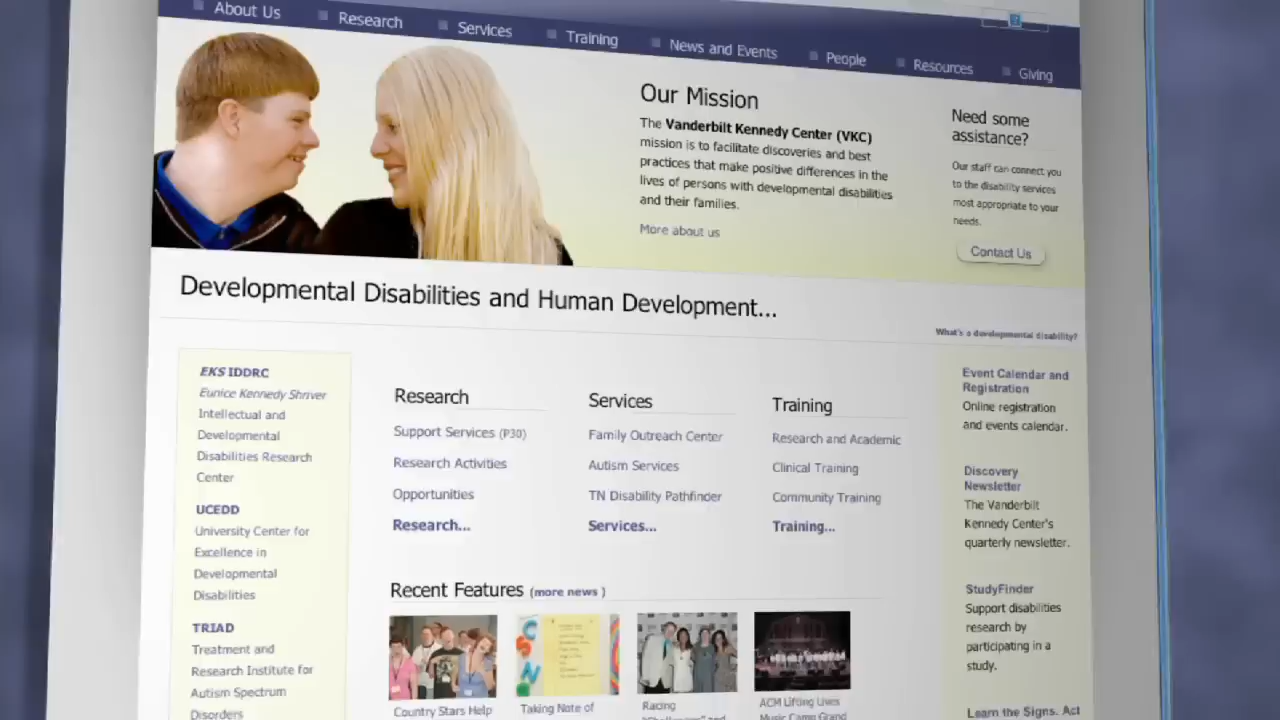 About Us
Research
Services
Training
News and Events
People
Resources
Giving
Our Mission
The Vanderbilt Kennedy Center (VKC)
mission is to facilitate discoveries and best
practices that make positive differences in the
lives of persons with developmental disabilities
and their families.
More about us
Need some
assistance?
Our staff can connect you
to the disability services
most appropriate to your
needs.
Contact Us
Developmental Disabilities and Human Development...
What's a developmental disability?
EKS IDDRC
Eunice Kennedy Shriver
Intellectual and
Developmental
Disabilities Research
Center
UCEDD
University Center for
Excellence in
Developmental
Disabilities
TRIAD
Treatment and
Research Institute for
Autism Spectrum
Disorders
Research
Support Services (P30)
Research Activities
Opportunities
Research...
Services
Family Outreach Center
Autism Services
TN Disability Pathfinder
Services...
Training
Research and Academic
Clinical Training
Community Training
Training...
Event Calendar and
Registration
Online registration
and events calendar.
Discovery
Newsletter
The Vanderbilt
Kennedy Center's
quarterly newsletter.
StudyFinder
Support disabilities
research by
participating in a
study.
Learn the Signs. Act
Recent Features (more news )
Country Stars Help
Taking Note of
Racing
"Challenges" and
ACM Lifting Lives
Music Camp Grand